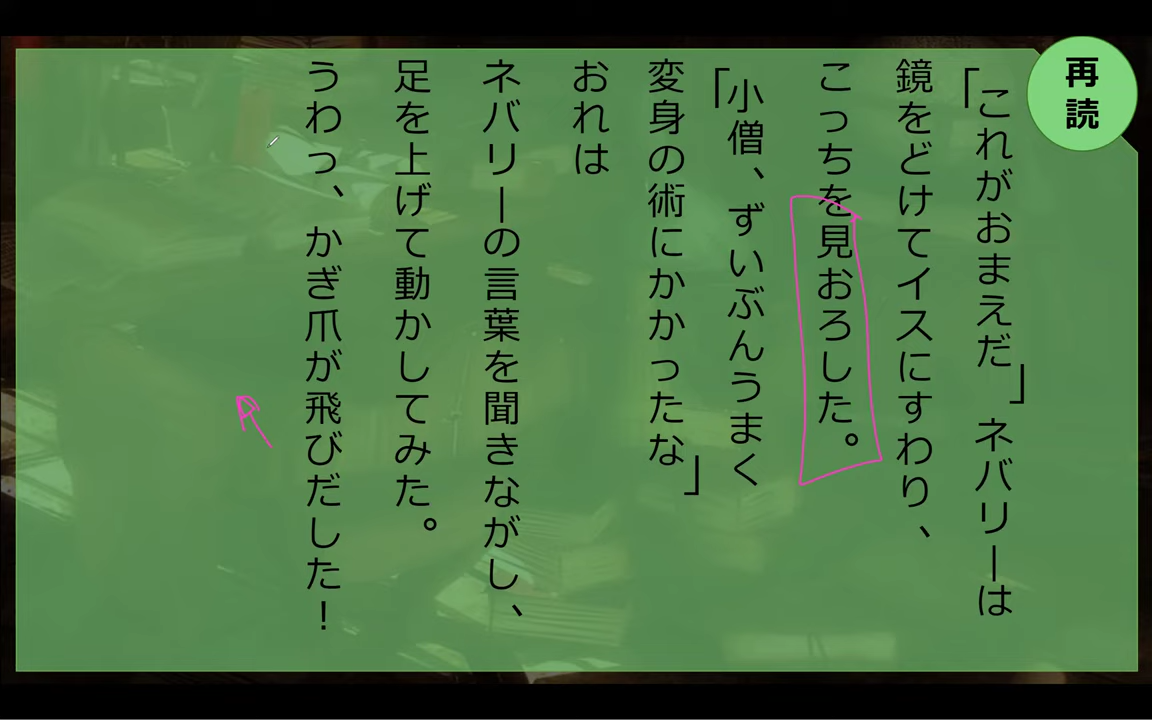 再読
「これがおまえだ」ネバリーは
鏡をどけてイスにすわり、
こっちを見おろした。
「小僧、ずいぶんうまく
変身の術にかかったな」
おれは
ネバリーの言葉を聞きながし、
足を上げて動かしてみた。
うわっ、かぎ爪が飛びだした！